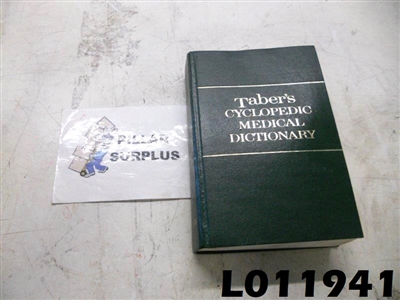 Taber's
CYCLOPEDIC
MEDICAL
DICTIONARY
PILLAR
SURPLUS
L011941